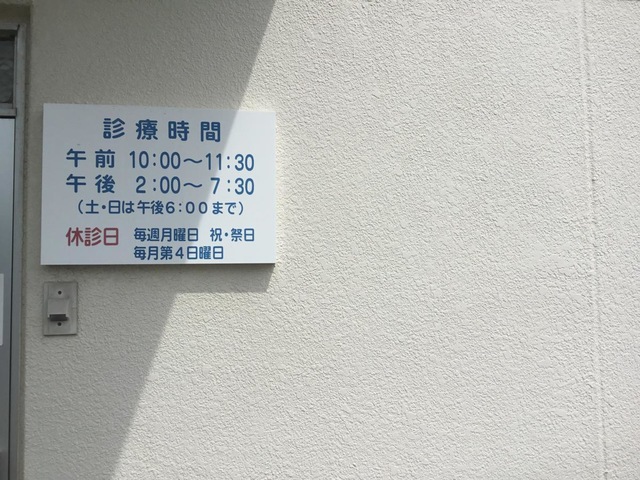 診療時間
午前 10:00〜11:30
午後 2:00〜 7:30
（土・日は午後6:00まで）
休診日 毎週月曜日 祝・祭日
毎月第4日曜日